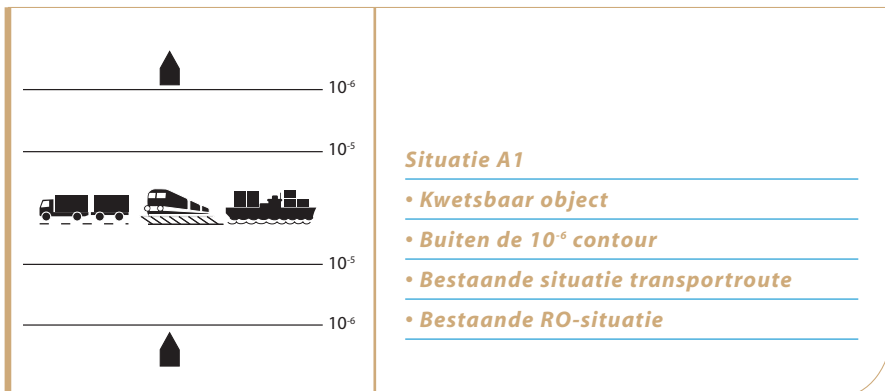 10⁻⁶
10⁻⁵
10⁻⁵
10⁻⁶
Situatie A1
• Kwetsbaar object
• Buiten de 10⁻⁶ contour
• Bestaande situatie transportroute
• Bestaande RO-situatie